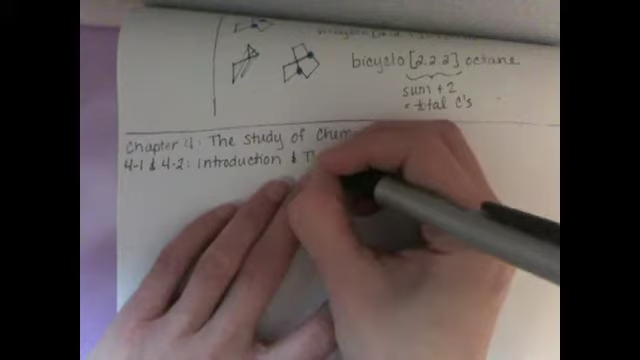 bicyclo [2.2.2] octane
sum + 2
= total C's
Chapter 4: The Study of Chem
4-1 & 4-2: Introduction & T